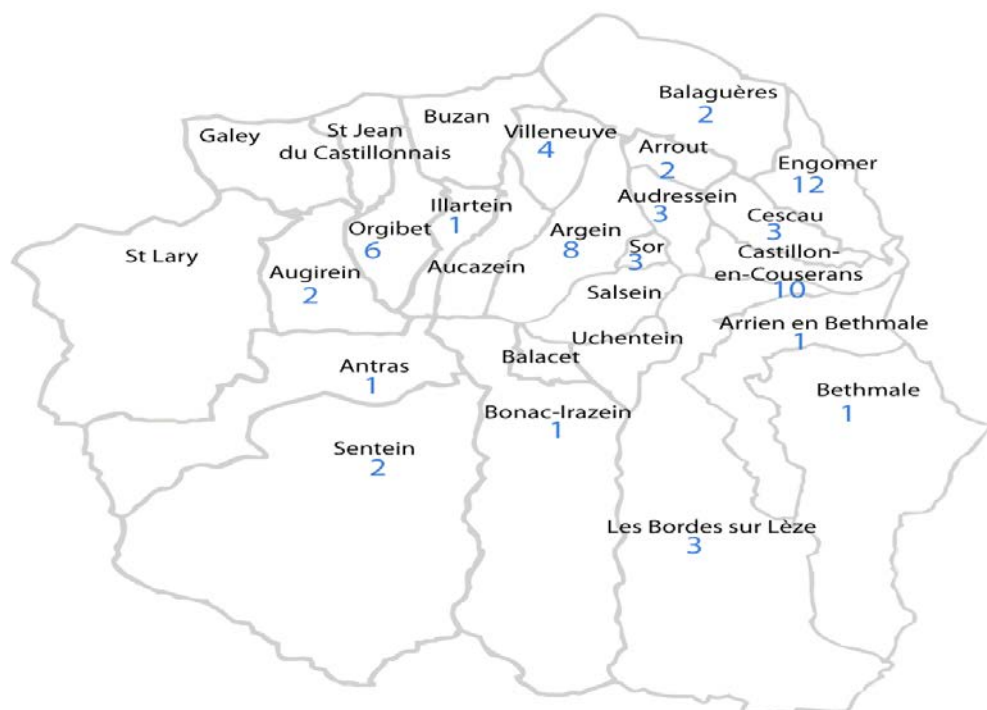 Balaguères
2
Buzan
Villeneuve
4
Galey
St Jean
du Castillonnais
Arrout
2
Engomer
12
Audressein
3
Illartein
1
Cescau
3
Orgibet
6
Argein
8
Sor
3
Castillon-
en-Couserans
10
St Lary
Augirein
2
Aucazein
Salsein
Arrien en Bethmale
1
Uchentein
Balacet
Antras
1
Bethmale
1
Bonac-Irazein
1
Sentein
2
Les Bordes sur Lèze
3